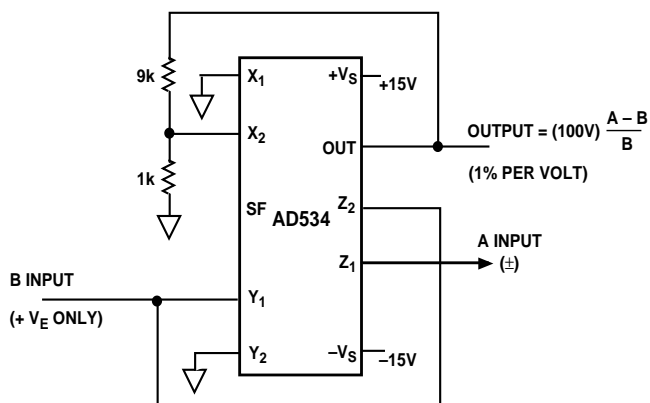 9k
1k
X1
X2
SF
Y1
Y2
AD534
+VS
OUT
Z2
Z1
–VS
+15V
–15V
OUTPUT = (100V) A – B / B
(1% PER VOLT)
A INPUT
(±)
B INPUT
(+ VE ONLY)